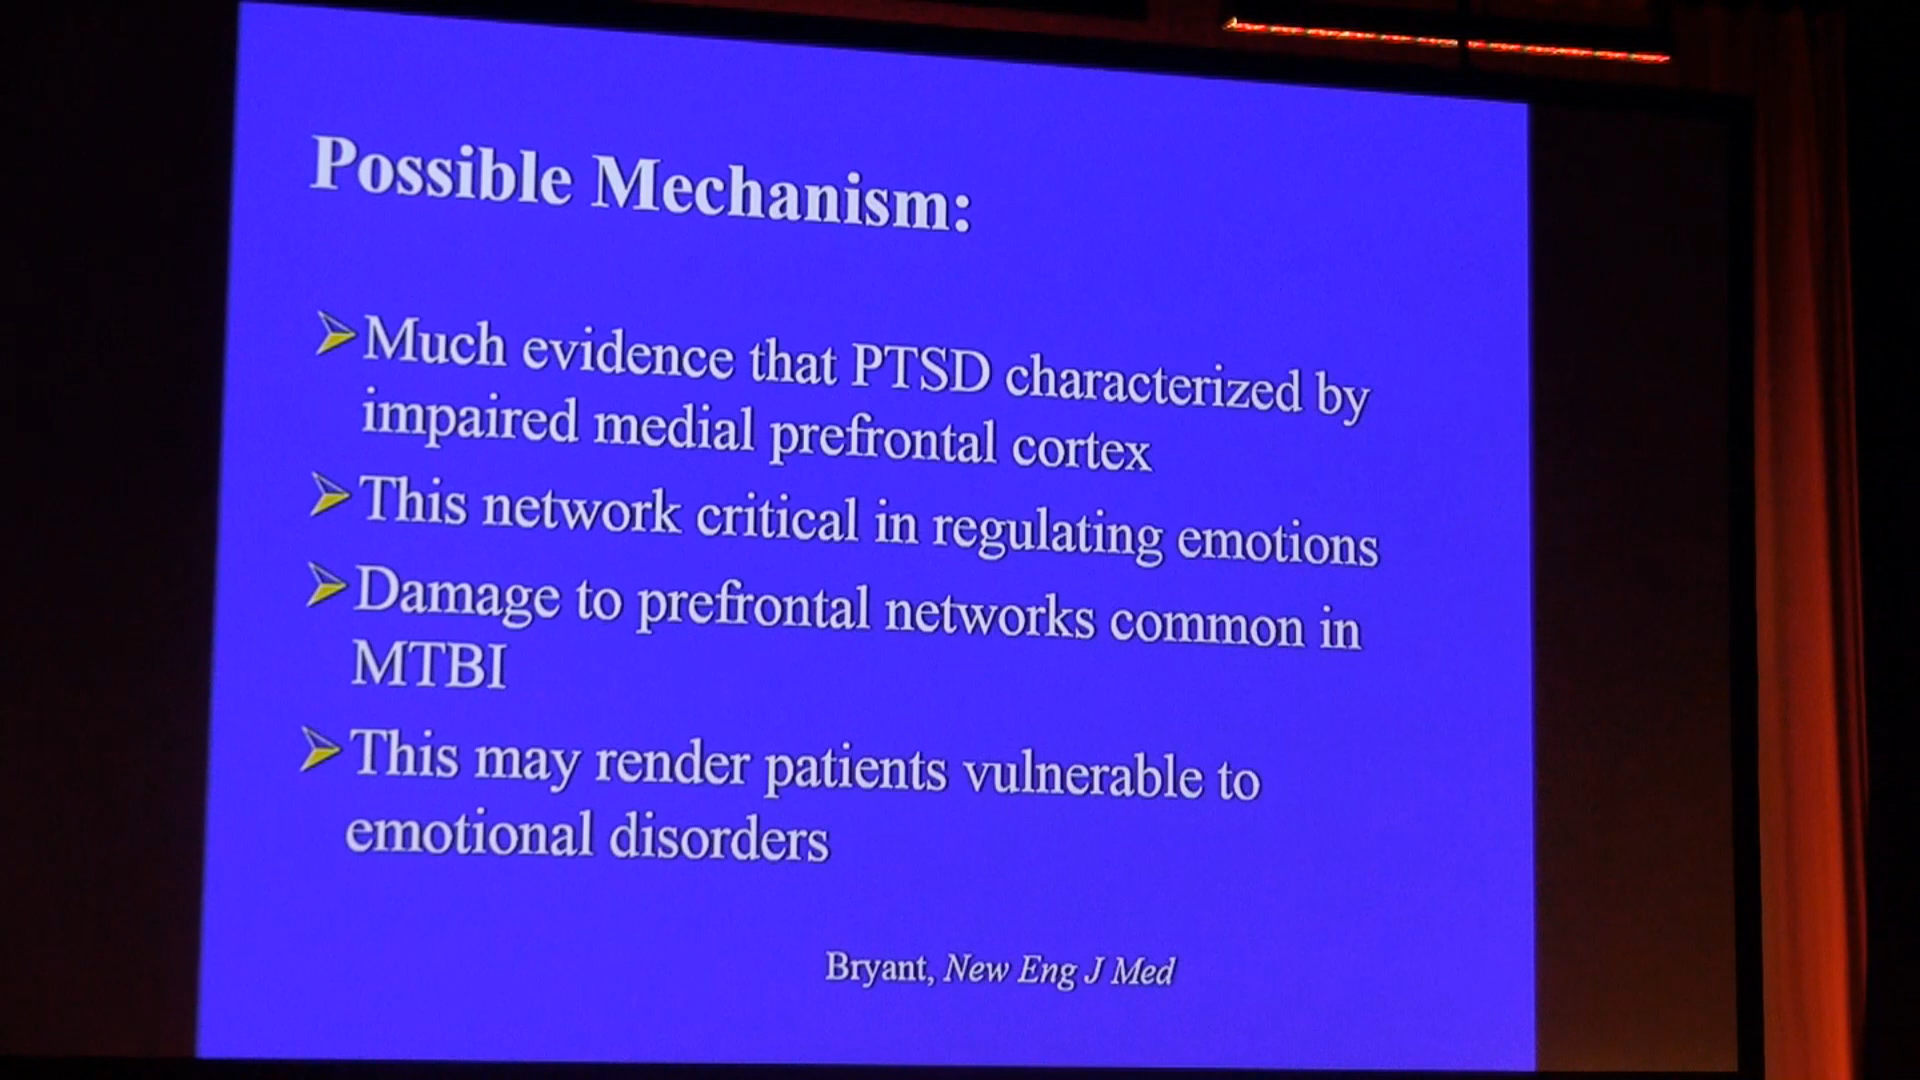 Possible Mechanism:
Much evidence that PTSD characterized by
impaired medial prefrontal cortex
This network critical in regulating emotions
Damage to prefrontal networks common in
MTBI
This may render patients vulnerable to
emotional disorders
Bryant, New Eng J Med